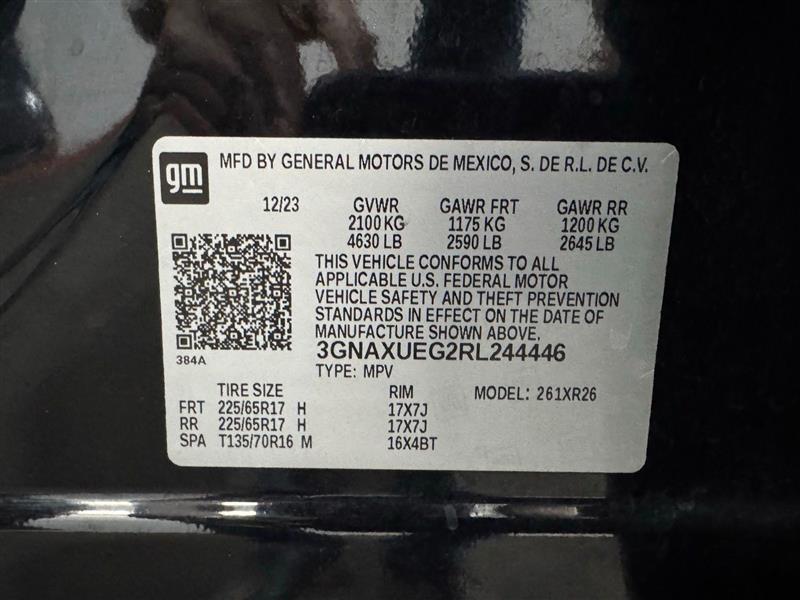 gm
MFD BY GENERAL MOTORS DE MEXICO, S. DE R.L. DE C.V.
12/23 GVWR GAWR FRT GAWR RR
2100 KG 1175 KG 1200 KG
4630 LB 2590 LB 2645 LB
THIS VEHICLE CONFORMS TO ALL
APPLICABLE U.S. FEDERAL MOTOR
VEHICLE SAFETY AND THEFT PREVENTION
STANDARDS IN EFFECT ON THE DATE OF
MANUFACTURE SHOWN ABOVE.
384A
3GNAXUEG2RL244446
TYPE: MPV
TIRE SIZE RIM MODEL: 261XR26
FRT 225/65R17 H 17X7J
RR 225/65R17 H 17X7J
SPA T135/70R16 M 16X4BT